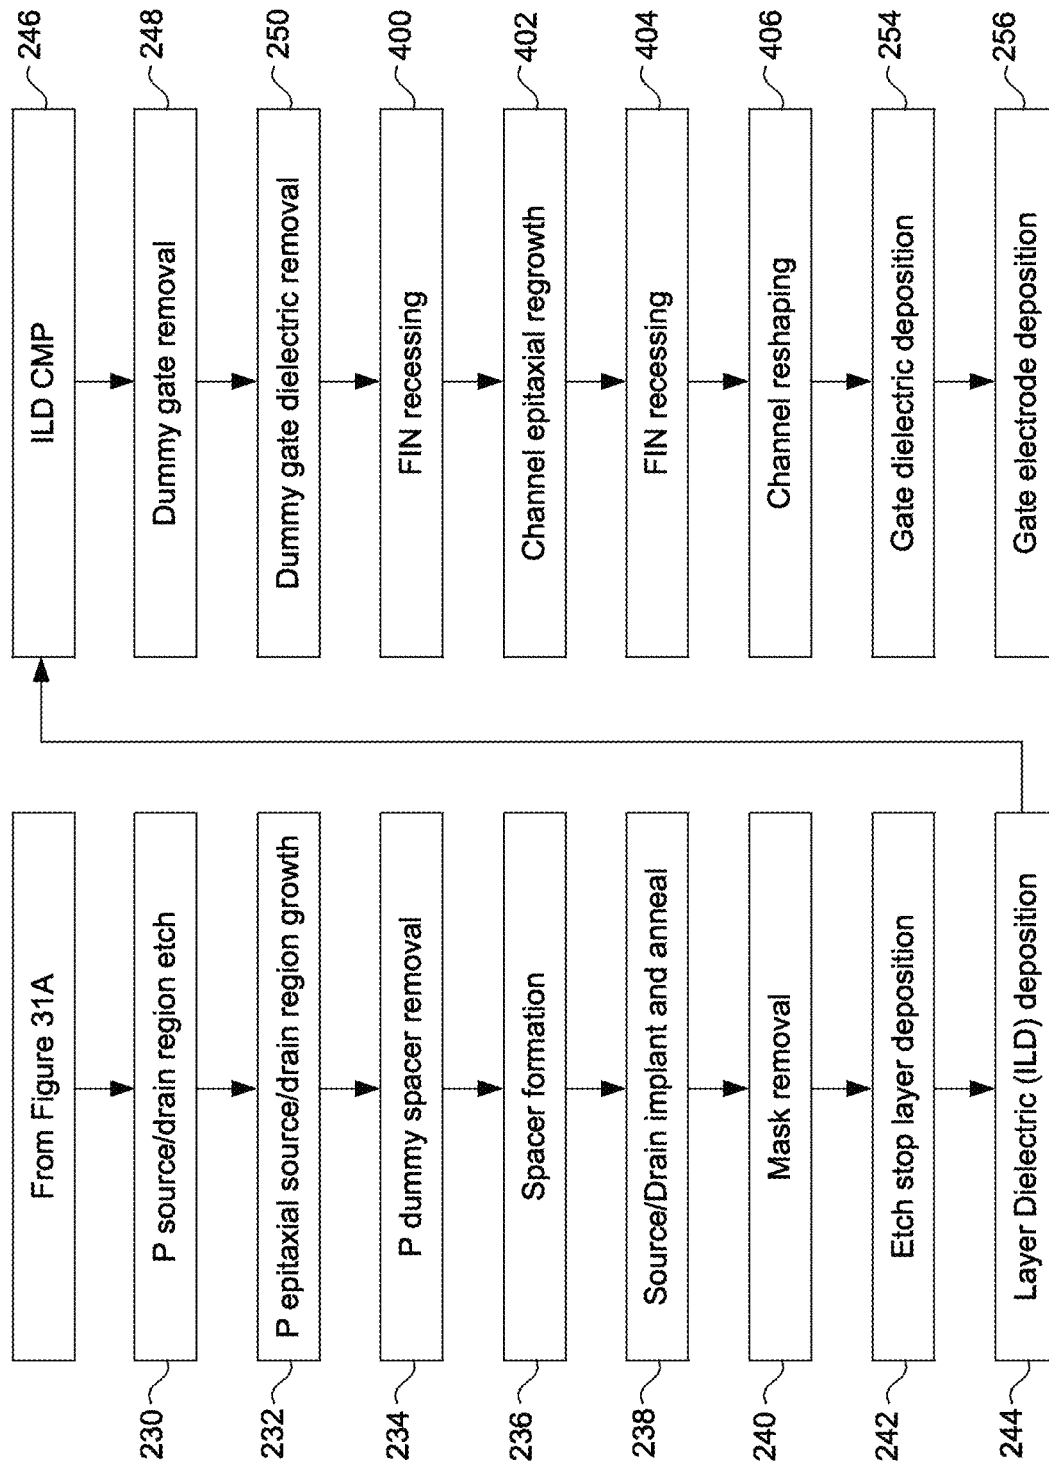 From Figure 31A
230
P source/drain region etch
232
P epitaxial source/drain region growth
234
P dummy spacer removal
236
Spacer formation
238
Source/Drain implant and anneal
240
Mask removal
242
Etch stop layer deposition
244
Layer Dielectric (ILD) deposition
ILD CMP
246
Dummy gate removal
248
Dummy gate dielectric removal
250
FIN recessing
400
Channel epitaxial regrowth
402
FIN recessing
404
Channel reshaping
406
Gate dielectric deposition
254
Gate electrode deposition
256